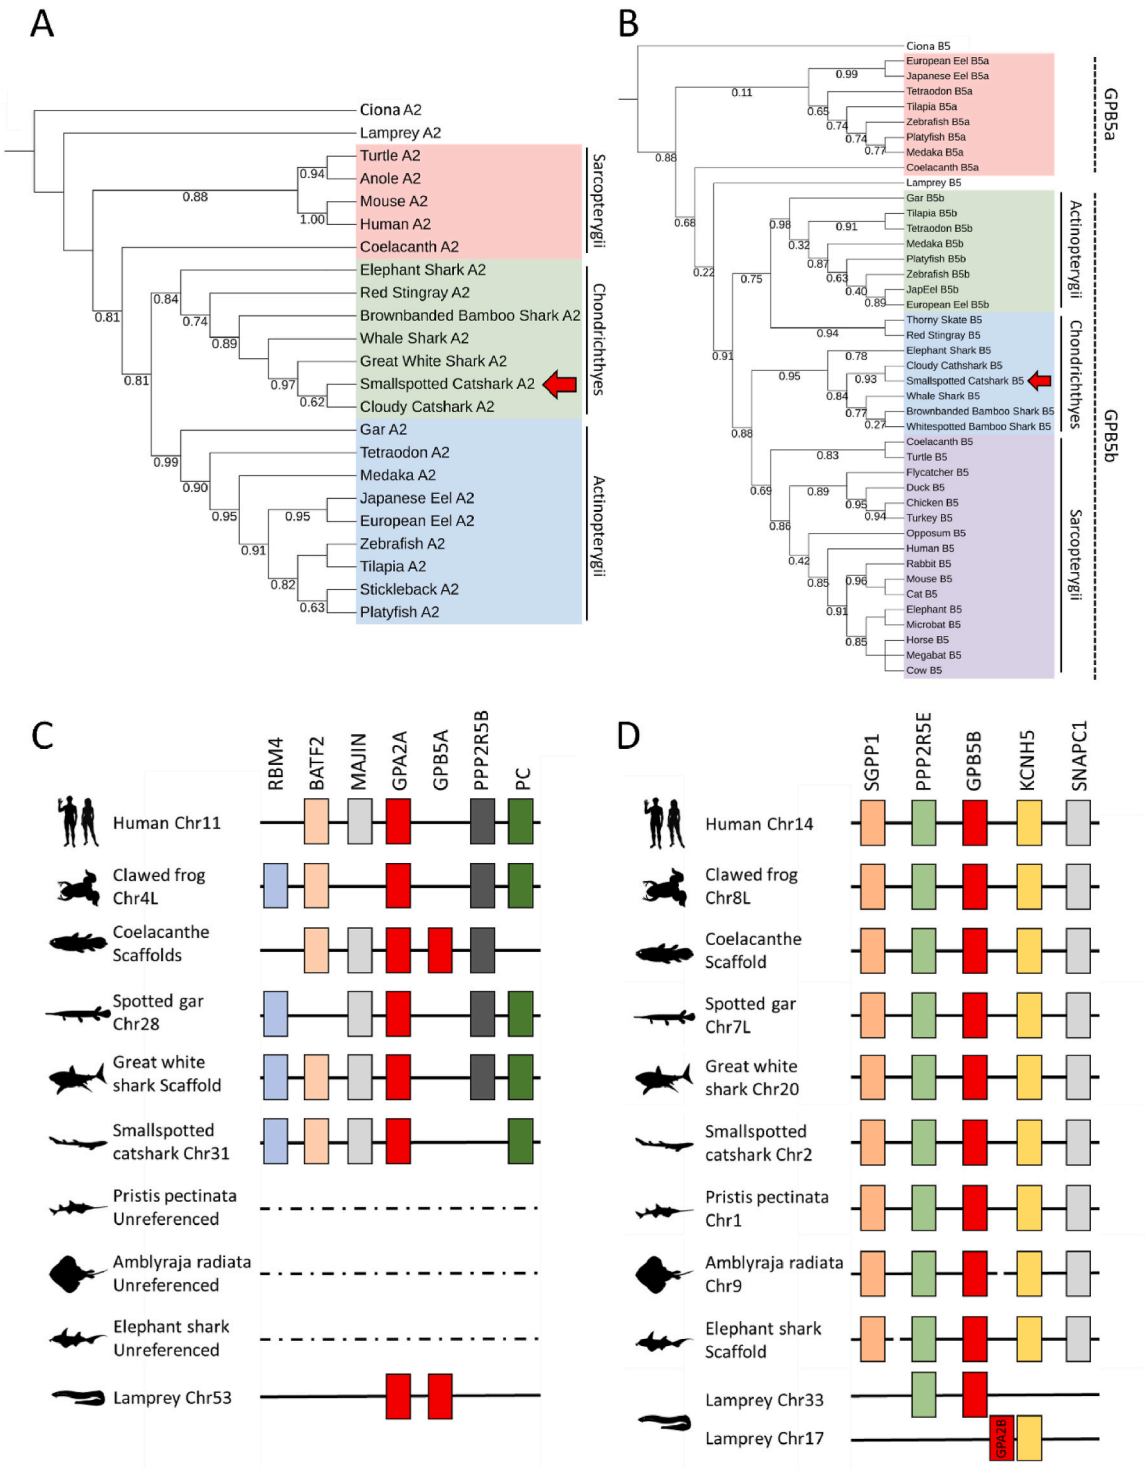 A
Ciona A2
Lamprey A2
Turtle A2
Anole A2
Mouse A2
Human A2
Coelacanth A2
Elephant Shark A2
Red Stingray A2
Brownbanded Bamboo Shark A2
Whale Shark A2
Great White Shark A2
Smallspotted Catshark A2
Cloudy Catshark A2
Gar A2
Tetraodon A2
Medaka A2
Japanese Eel A2
European Eel A2
Zebrafish A2
Tilapia A2
Stickleback A2
Platyfish A2
0.94
0.88
1.00
0.84
0.81
0.74
0.89
0.81
0.97
0.62
0.99
0.90
0.95
0.95
0.91
0.82
0.63
Sarcopterygii
Chondrichthyes
Actinopterygii
B
Ciona B5
European Eel B5a
Japanese Eel B5a
Tetraodon B5a
Tilapia B5a
Zebrafish B5a
Platyfish B5a
Medaka B5a
Coelacanth B5a
Lamprey B5
Gar B5b
Tilapia B5b
Tetraodon B5b
Medaka B5b
Platyfish B5b
Zebrafish B5b
JapEel B5b
European Eel B5b
Thorny Skate B5
Red Stingray B5
Elephant Shark B5
Cloudy Cathshark B5
Smallspotted Catshark B5
Whale Shark B5
Brownbanded Bamboo Shark B5
Whitespotted Bamboo Shark B5
Coelacanth B5
Turtle B5
Flycatcher B5
Duck B5
Chicken B5
Turkey B5
Opposum B5
Human B5
Rabbit B5
Mouse B5
Cat B5
Elephant B5
Microbat B5
Horse B5
Megabat B5
Cow B5
0.99
0.11
0.65
0.74
0.74
0.77
0.88
0.68
0.98
0.91
0.32
0.87
0.22
0.75
0.63
0.40
0.89
0.94
0.91
0.78
0.95
0.93
0.84
0.77
0.27
0.88
0.83
0.69
0.89
0.95
0.94
0.86
0.42
0.85
0.96
0.91
0.85
GPB5a
Actinopterygii
Chondrichthyes
Sarcopterygii
GPB5b
C
RBM4
BATF2
MAJIN
GPA2A
GPB5A
PPP2R5B
PC
Human Chr11
Clawed frog
Chr4L
Coelacanthe
Scaffolds
Spotted gar
Chr28
Great white
shark Scaffold
Smallspotted
catshark Chr31
Pristis pectinata
Unreferenced
Amblyraja radiata
Unreferenced
Elephant shark
Unreferenced
Lamprey Chr53
D
SGPP1
PPP2R5E
GPB5B
KCNH5
SNAPC1
Human Chr14
Clawed frog
Chr8L
Coelacanthe
Scaffold
Spotted gar
Chr7L
Great white
shark Chr20
Smallspotted
catshark Chr2
Pristis pectinata
Chr1
Amblyraja radiata
Chr9
Elephant shark
Scaffold
Lamprey Chr33
Lamprey Chr17
GPA2B